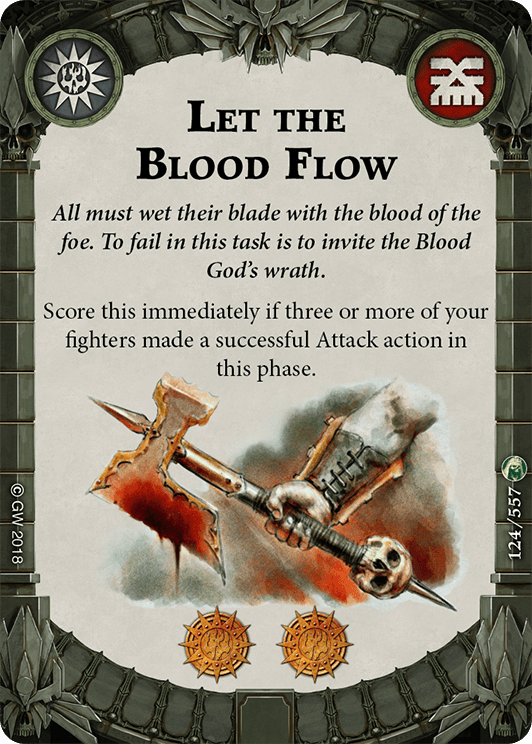 Let the
Blood Flow
All must wet their blade with the blood of the
foe. To fail in this task is to invite the Blood
God's wrath.
Score this immediately if three or more of your
fighters made a successful Attack action in
this phase.
©GW 2018
124/557